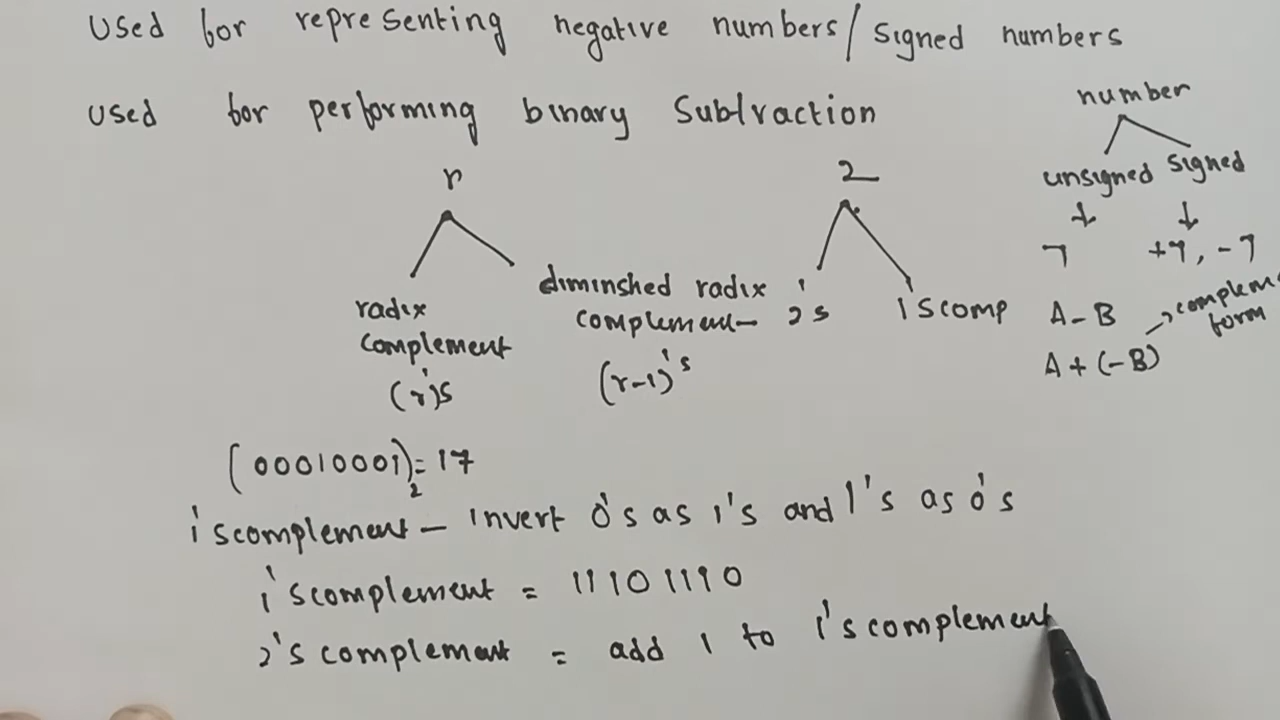 used for representing negative numbers/signed numbers
used for performing binary Subtraction
number
unsigned signed
7 +7, -7
A - B
A + (-B) → complem
form
r
radix
complement
(r)'s
diminshed radix
complement
(r-1)'s
2
2's 1's comp
(00010001)₂ = 17
1's complement - invert 0's as 1's and 1's as 0's
1's complement = 11101110
2's complement = add 1 to 1's complement